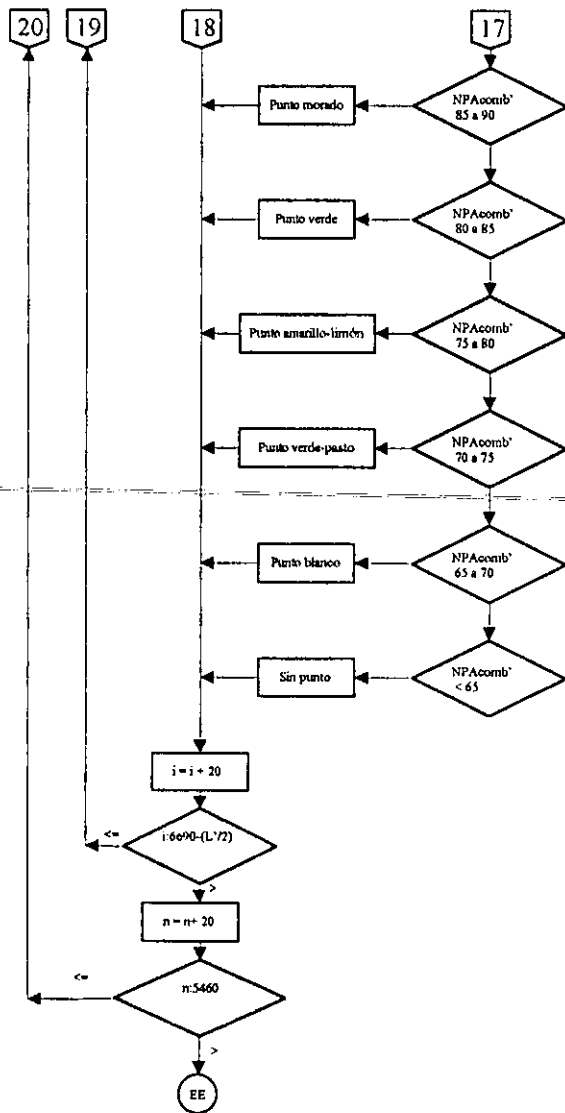 20 19 18 17
Punto morado
NPAcomb'
85 a 90
Punto verde
NPAcomb'
80 a 85
Punto amarillo-limón
NPAcomb'
75 a 80
Punto verde-pasto
NPAcomb'
70 a 75
Punto blanco
NPAcomb'
65 a 70
Sin punto
NPAcomb'
< 65
i = i + 20
<=
i:6690-(L'/2)
>
n = n+ 20
<=
n:5460
>
EE